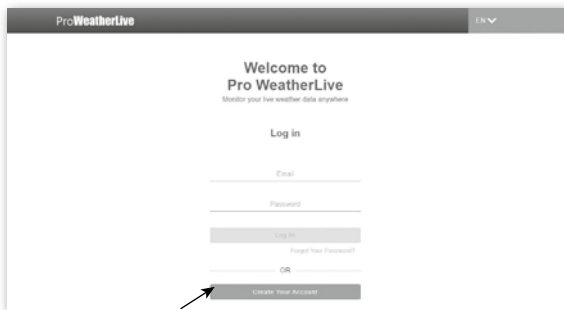 ProWeatherLive
EN
Welcome to
Pro WeatherLive
Monitor your live weather data anywhere
Log in
Email
Password
Log in
Forgot Your Password?
OR
Create Your Account